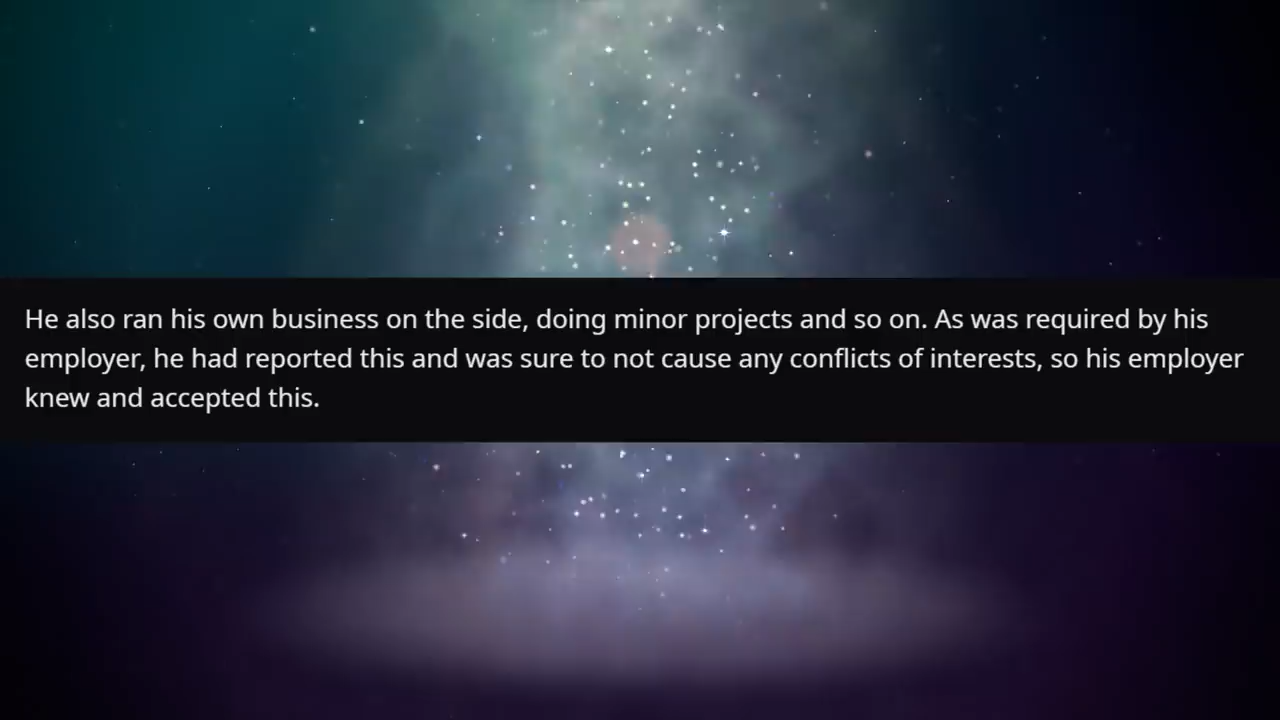 He also ran his own business on the side, doing minor projects and so on. As was required by his
employer, he had reported this and was sure to not cause any conflicts of interests, so his employer
knew and accepted this.